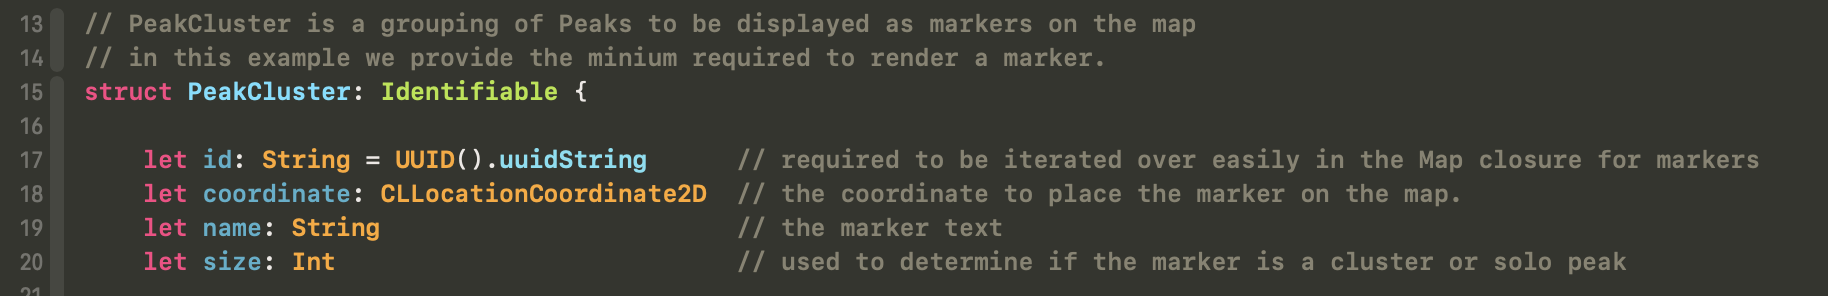 13 // PeakCluster is a grouping of Peaks to be displayed as markers on the map
14 // in this example we provide the minium required to render a marker.
15 struct PeakCluster: Identifiable {
16
17 let id: String = UUID().uuidString // required to be iterated over easily in the Map closure for markers
18 let coordinate: CLLocationCoordinate2D // the coordinate to place the marker on the map.
19 let name: String // the marker text
20 let size: Int // used to determine if the marker is a cluster or solo peak
21